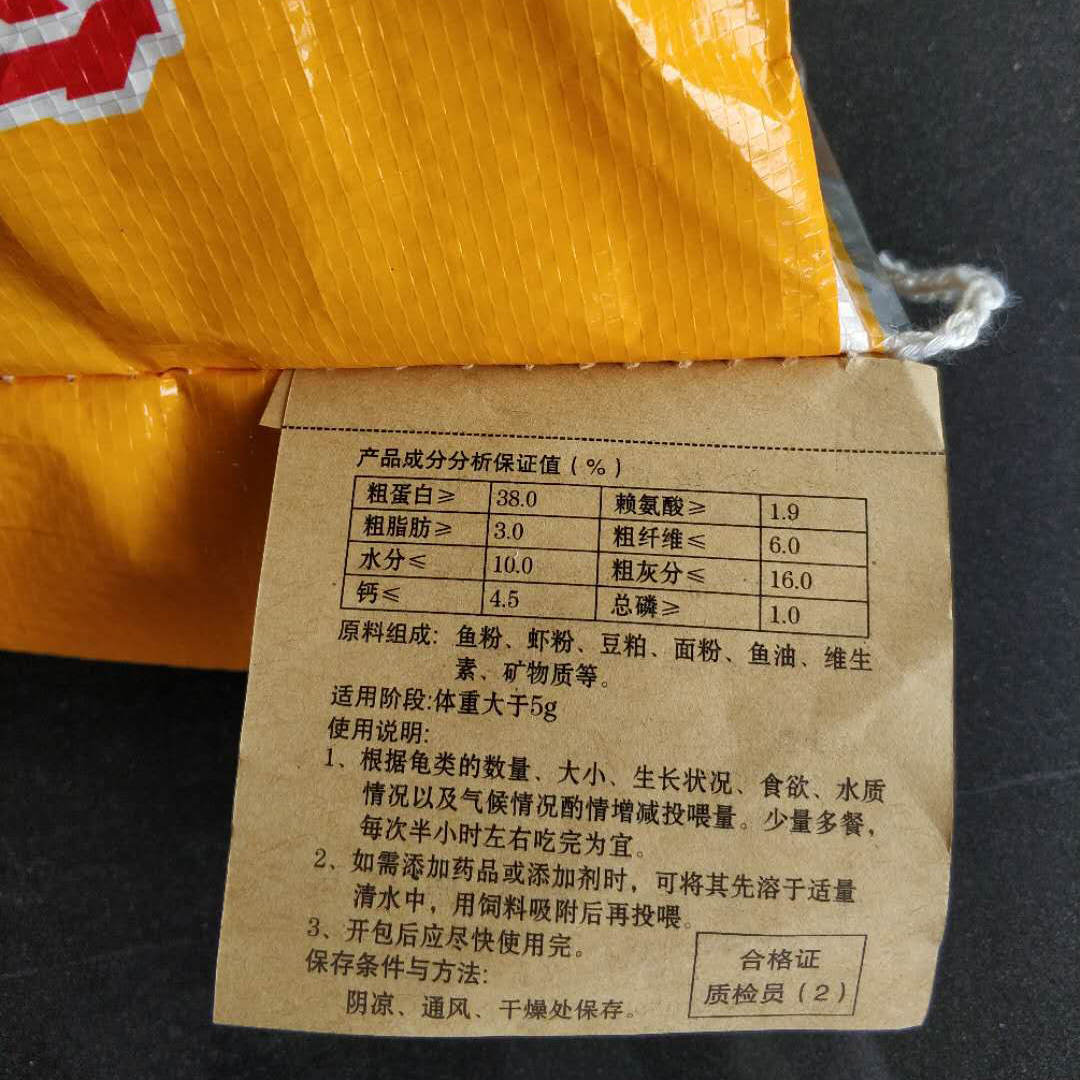 产品成分分析保证值(%)
粗蛋白≥ 38.0 赖氨酸≥ 1.9
粗脂肪≥ 3.0 粗纤维≤ 6.0
水分≤ 10.0 粗灰分≤ 16.0
钙≤ 4.5 总磷≥ 1.0
原料组成: 鱼粉、虾粉、豆粕、面粉、鱼油、维生
素、矿物质等。
适用阶段:体重大于5g
使用说明:
1、根据龟类的数量、大小、生长状况、食欲、水质
情况以及气候情况酌情增减投喂量。少量多餐,
每次半小时左右吃完为宜。
2、如需添加药品或添加剂时,可将其先溶于适量
清水中,用饲料吸附后再投喂。
3、开包后应尽快使用完。
保存条件与方法:
阴凉、通风、干燥处保存。
合格证
质检员(2)